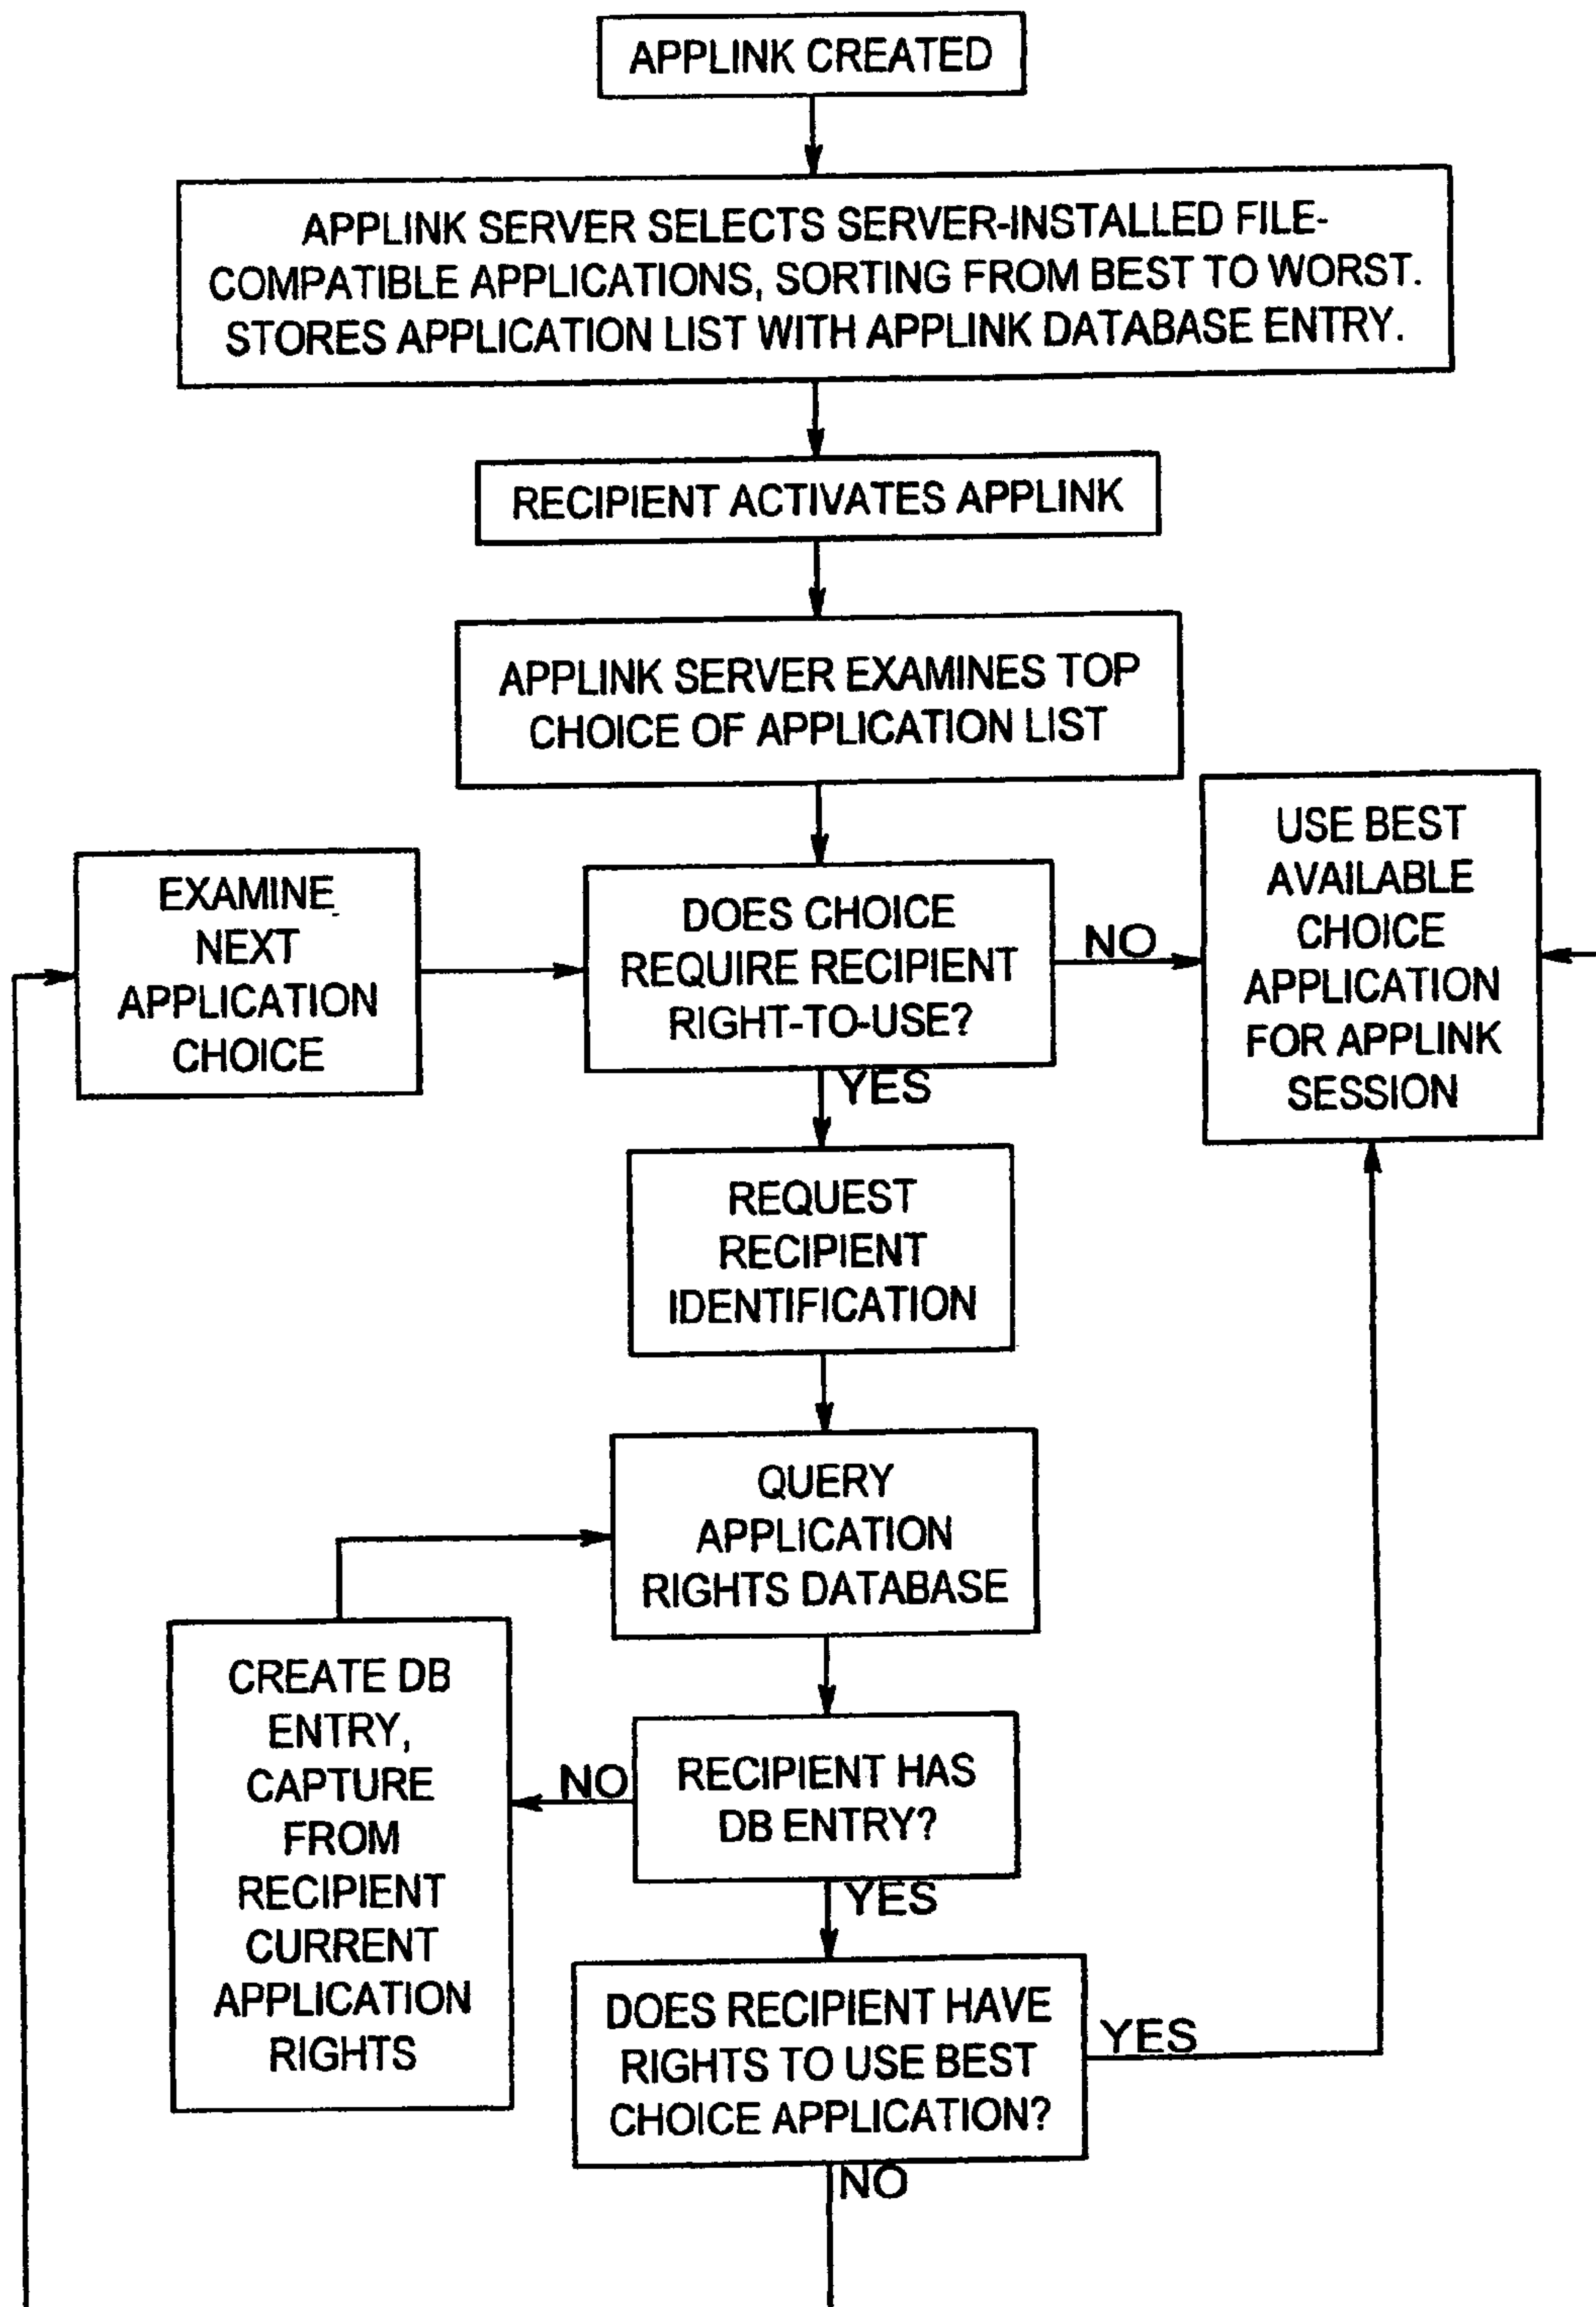 APPLINK CREATED
APPLINK SERVER SELECTS SERVER-INSTALLED FILE-
COMPATIBLE APPLICATIONS, SORTING FROM BEST TO WORST.
STORES APPLICATION LIST WITH APPLINK DATABASE ENTRY.
RECIPIENT ACTIVATES APPLINK
APPLINK SERVER EXAMINES TOP
CHOICE OF APPLICATION LIST
EXAMINE
NEXT
APPLICATION
CHOICE
DOES CHOICE
REQUIRE RECIPIENT
RIGHT-TO-USE?
NO
YES
USE BEST
AVAILABLE
CHOICE
APPLICATION
FOR APPLINK
SESSION
REQUEST
RECIPIENT
IDENTIFICATION
QUERY
APPLICATION
RIGHTS DATABASE
CREATE DB
ENTRY,
CAPTURE
FROM
RECIPIENT
CURRENT
APPLICATION
RIGHTS
NO
RECIPIENT HAS
DB ENTRY?
YES
DOES RECIPIENT HAVE
RIGHTS TO USE BEST
CHOICE APPLICATION?
YES
NO